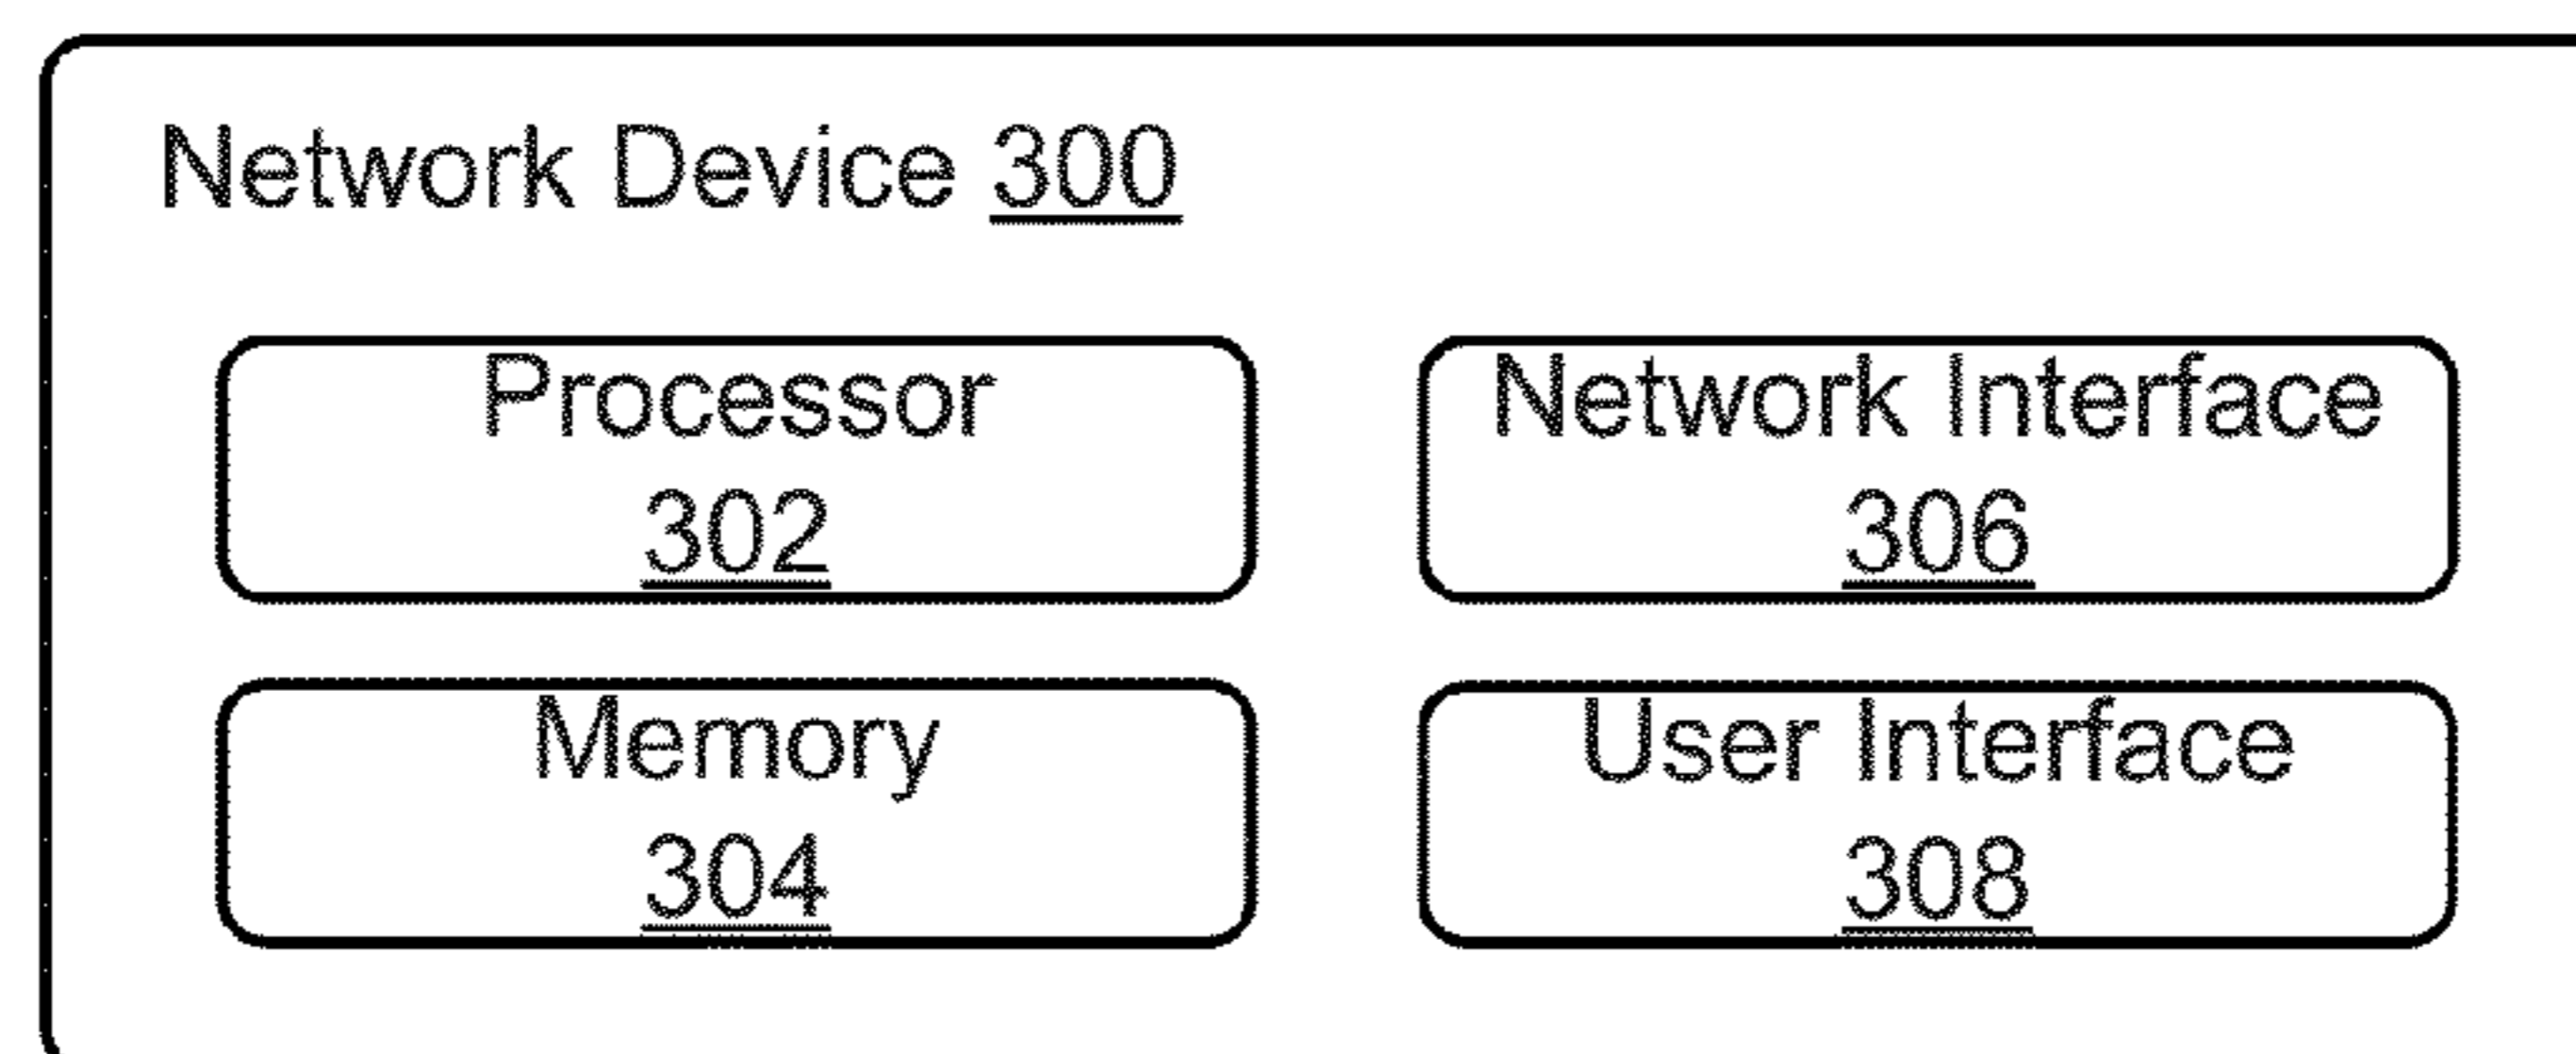 Network Device 300
Processor
302
Network Interface
306
Memory
304
User Interface
308